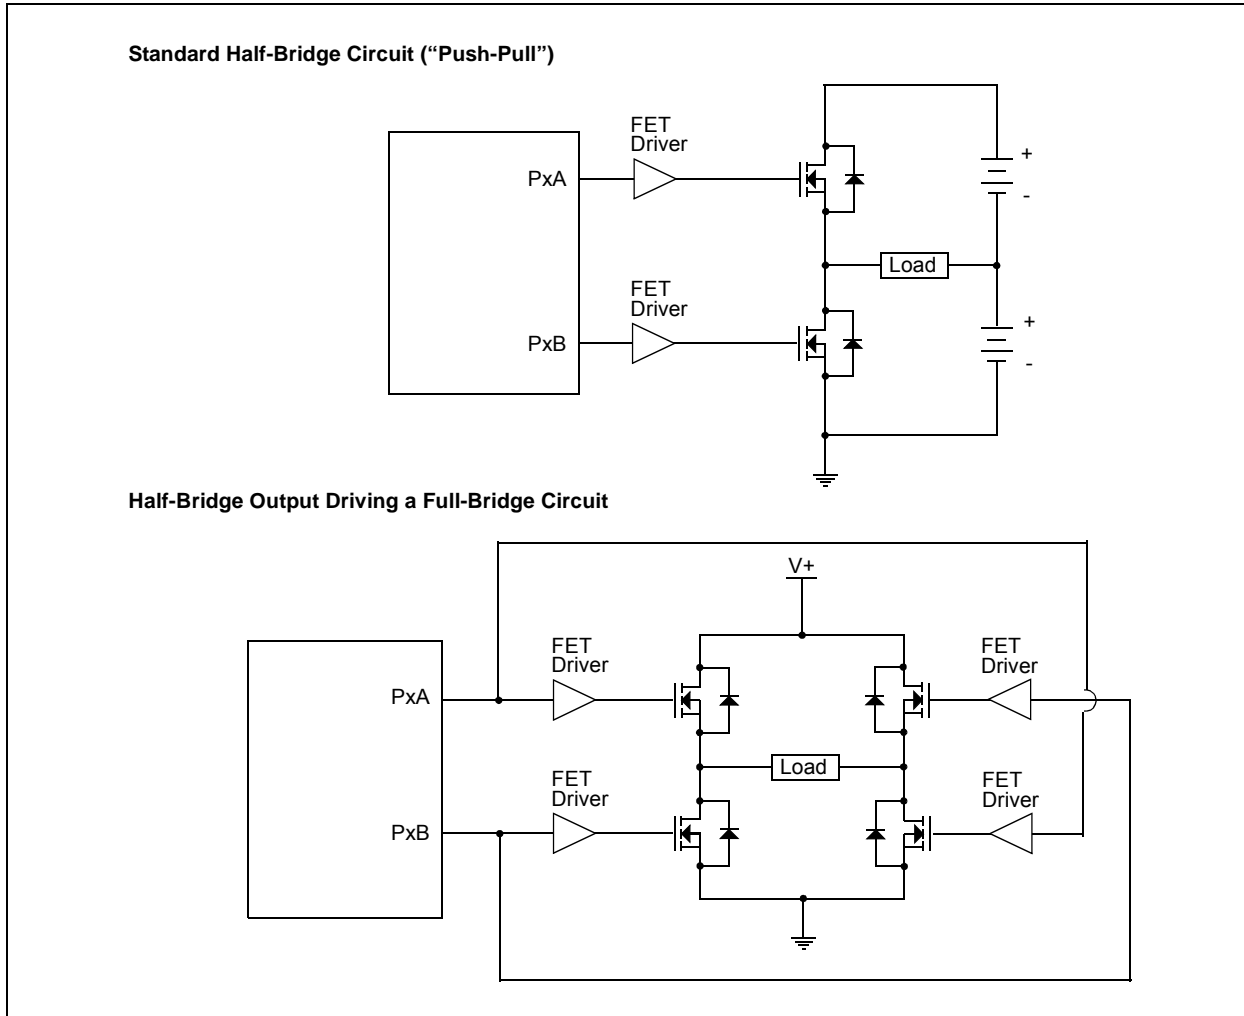 Standard Half-Bridge Circuit (“Push-Pull”)
FET
Driver
PxA
+
-
Load
FET
Driver
PxB
+
-
Half-Bridge Output Driving a Full-Bridge Circuit
V+
FET
Driver
FET
Driver
PxA
Load
FET
Driver
FET
Driver
PxB